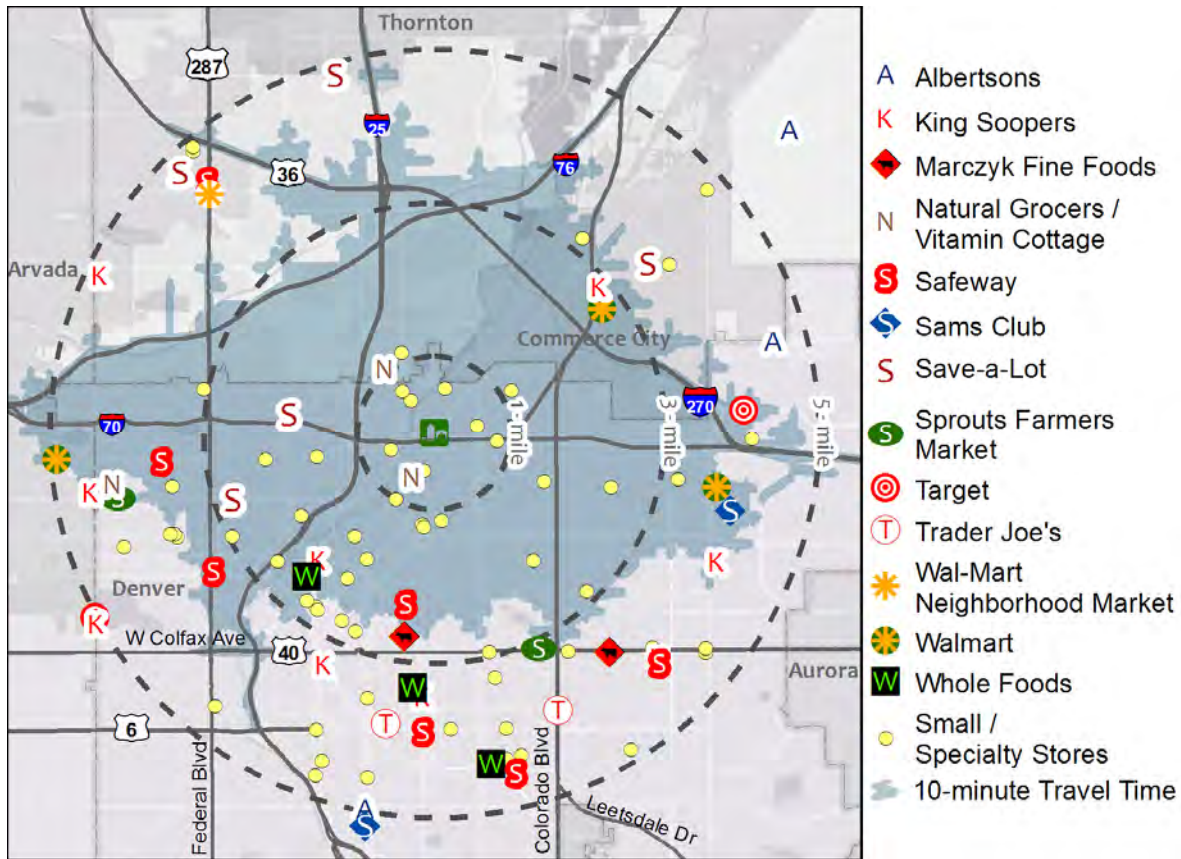 Thornton
287
S
25
A
36
76
S
S
Arvada
K
S
K
Commerce City
A
N
S
70
1-mile
3-mile
5-mile
270
S
K
N
S
N
S
S
K
S
Denver
W
K
S
K
W Colfax Ave
40
K
S
S
Aurora
W
K
T
T
6
S
W
S
Federal Blvd
Colorado Blvd
A
S
Leetsdale Dr
A Albertsons
K King Soopers
Marczyk Fine Foods
N Natural Grocers /
Vitamin Cottage
S Safeway
S Sams Club
S Save-a-Lot
S Sprouts Farmers
Market
Target
T Trader Joe's
Wal-Mart
Neighborhood Market
Walmart
W Whole Foods
Small /
Specialty Stores
10-minute Travel Time